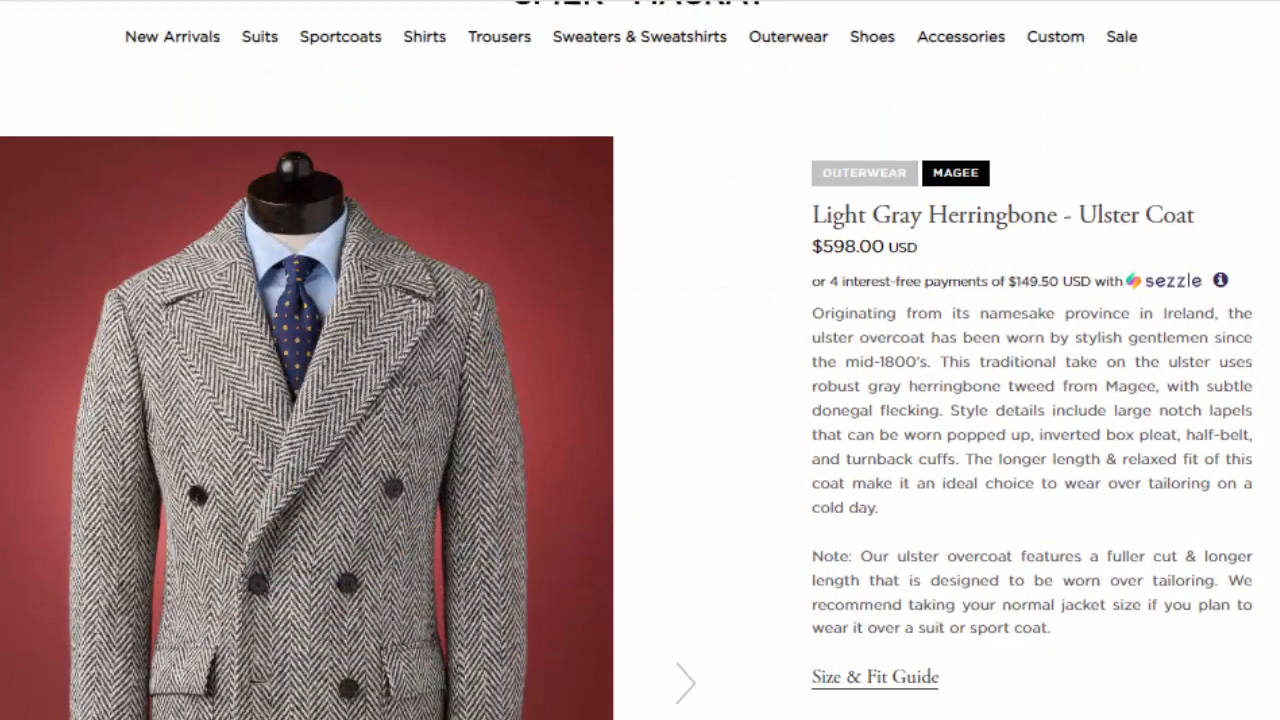 New Arrivals Suits Sportcoats Shirts Trousers Sweaters & Sweatshirts Outerwear Shoes Accessories Custom Sale
OUTERWEAR MAGEE
Light Gray Herringbone - Ulster Coat
$598.00 USD
or 4 interest-free payments of $149.50 USD with sezzle
Originating from its namesake province in Ireland, the
ulster overcoat has been worn by stylish gentlemen since
the mid-1800's. This traditional take on the ulster uses
robust gray herringbone tweed from Magee, with subtle
donegal flecking. Style details include large notch lapels
that can be worn popped up, inverted box pleat, half-belt,
and turnback cuffs. The longer length & relaxed fit of this
coat make it an ideal choice to wear over tailoring on a
cold day.
Note: Our ulster overcoat features a fuller cut & longer
length that is designed to be worn over tailoring. We
recommend taking your normal jacket size if you plan to
wear it over a suit or sport coat.
Size & Fit Guide